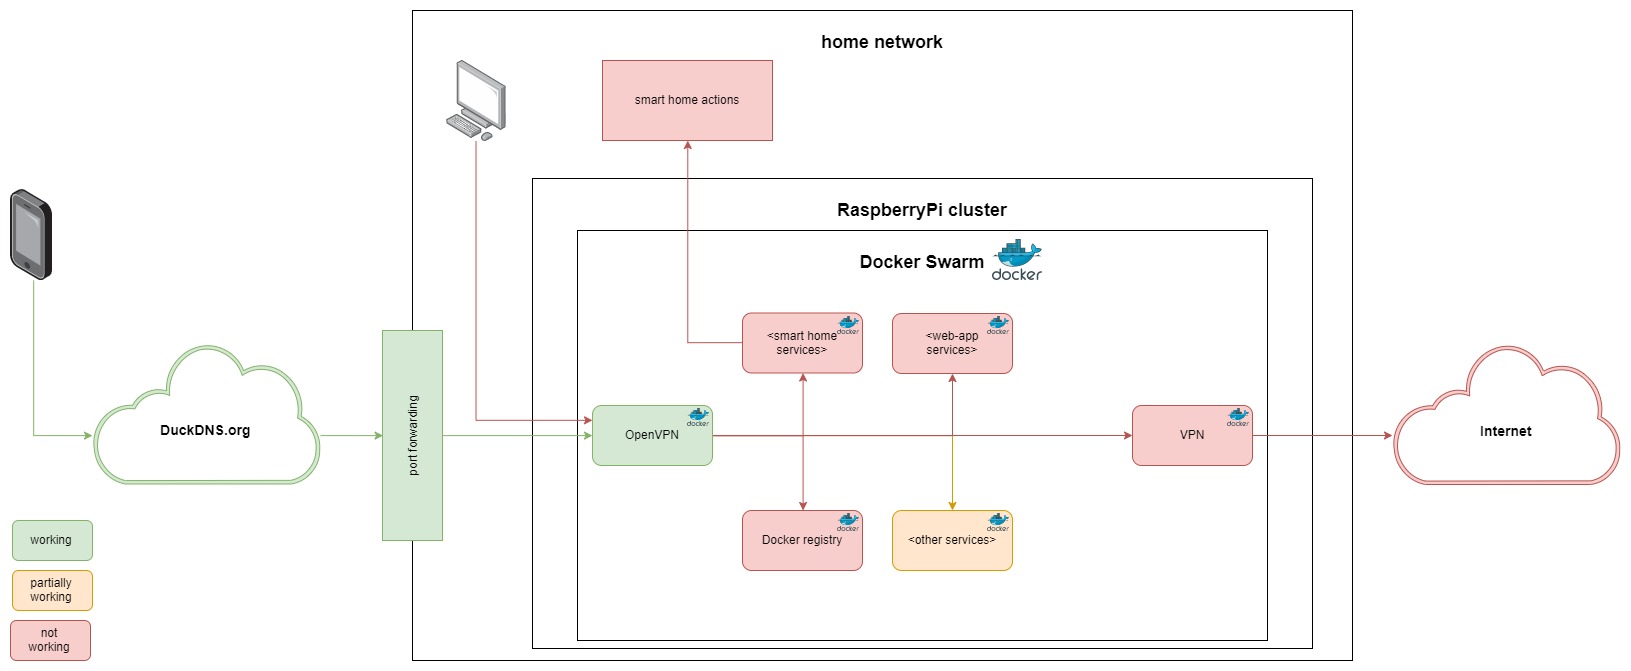 home network
smart home actions
RaspberryPi cluster
Docker Swarm
docker
<smart home
services>
docker
<web-app
services>
docker
DuckDNS.org
port forwarding
OpenVPN
docker
VPN
docker
Internet
Docker registry
docker
<other services>
docker
working
partially
working
not
working